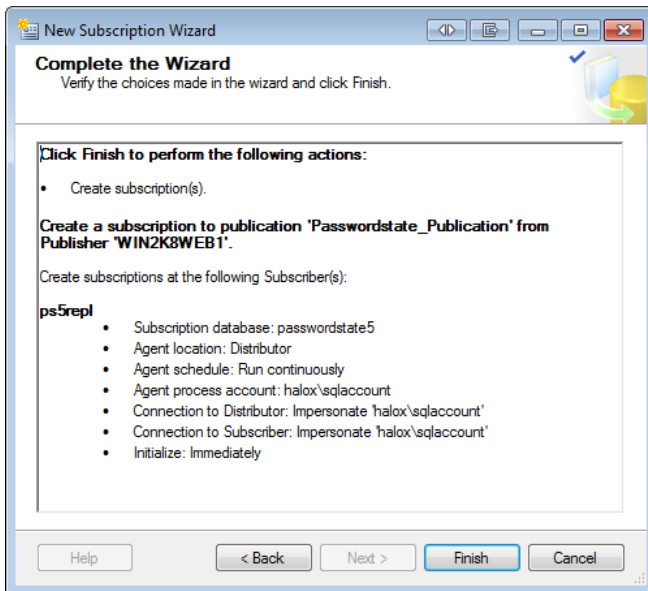 New Subscription Wizard
Complete the Wizard
Verify the choices made in the wizard and click Finish.
Click Finish to perform the following actions:
• Create subscription(s).
Create a subscription to publication 'Passwordstate_Publication' from
Publisher 'WIN2K8WEB1'.
Create subscriptions at the following Subscriber(s):
ps5repl
• Subscription database: passwordstate5
• Agent location: Distributor
• Agent schedule: Run continuously
• Agent process account: halox\sqlaccount
• Connection to Distributor: Impersonate 'halox\sqlaccount'
• Connection to Subscriber: Impersonate 'halox\sqlaccount'
• Initialize: Immediately
Help
< Back
Next >
Finish
Cancel